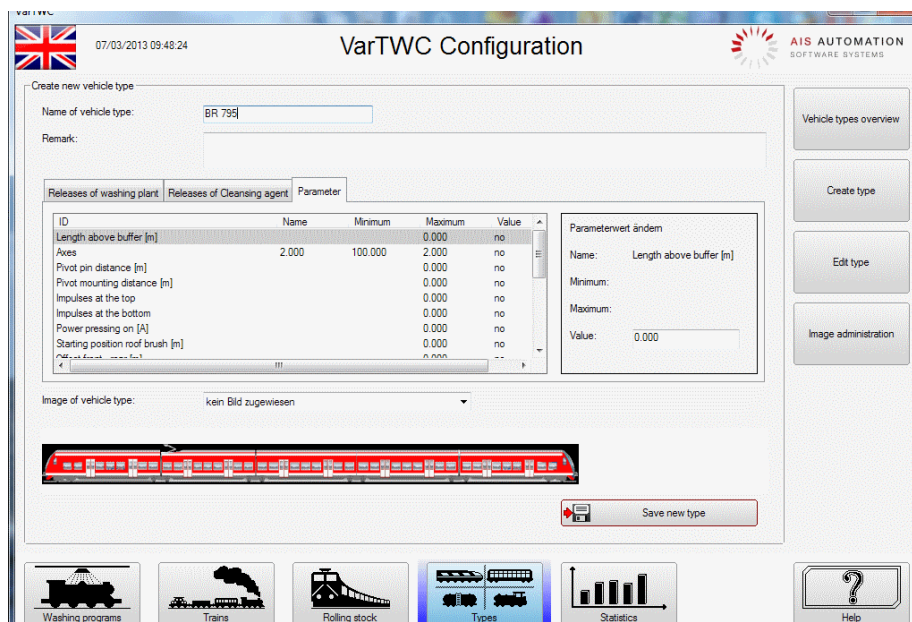 VarTWC
07/03/2013 09:48:24
VarTWC Configuration
AIS AUTOMATION
SOFTWARE SYSTEMS
Create new vehicle type
Name of vehicle type: BR 795
Remark:
Releases of washing plant Releases of Cleansing agent Parameter
ID Name Minimum Maximum Value
Length above buffer [m] 0.000 no
Axes 2.000 100.000 2.000 no
Pivot pin distance [m] 0.000 no
Pivot mounting distance [m] 0.000 no
Impulses at the top 0.000 no
Impulses at the bottom 0.000 no
Power pressing on [A] 0.000 no
Starting position roof brush [m] 0.000 no
Parameterwert ändern
Name: Length above buffer [m]
Minimum:
Maximum:
Value: 0.000
Image of vehicle type: kein Bild zugewiesen
Save new type
Vehicle types overview
Create type
Edit type
Image administration
Washing programs
Trains
Rolling stock
Types
Statistics
Help